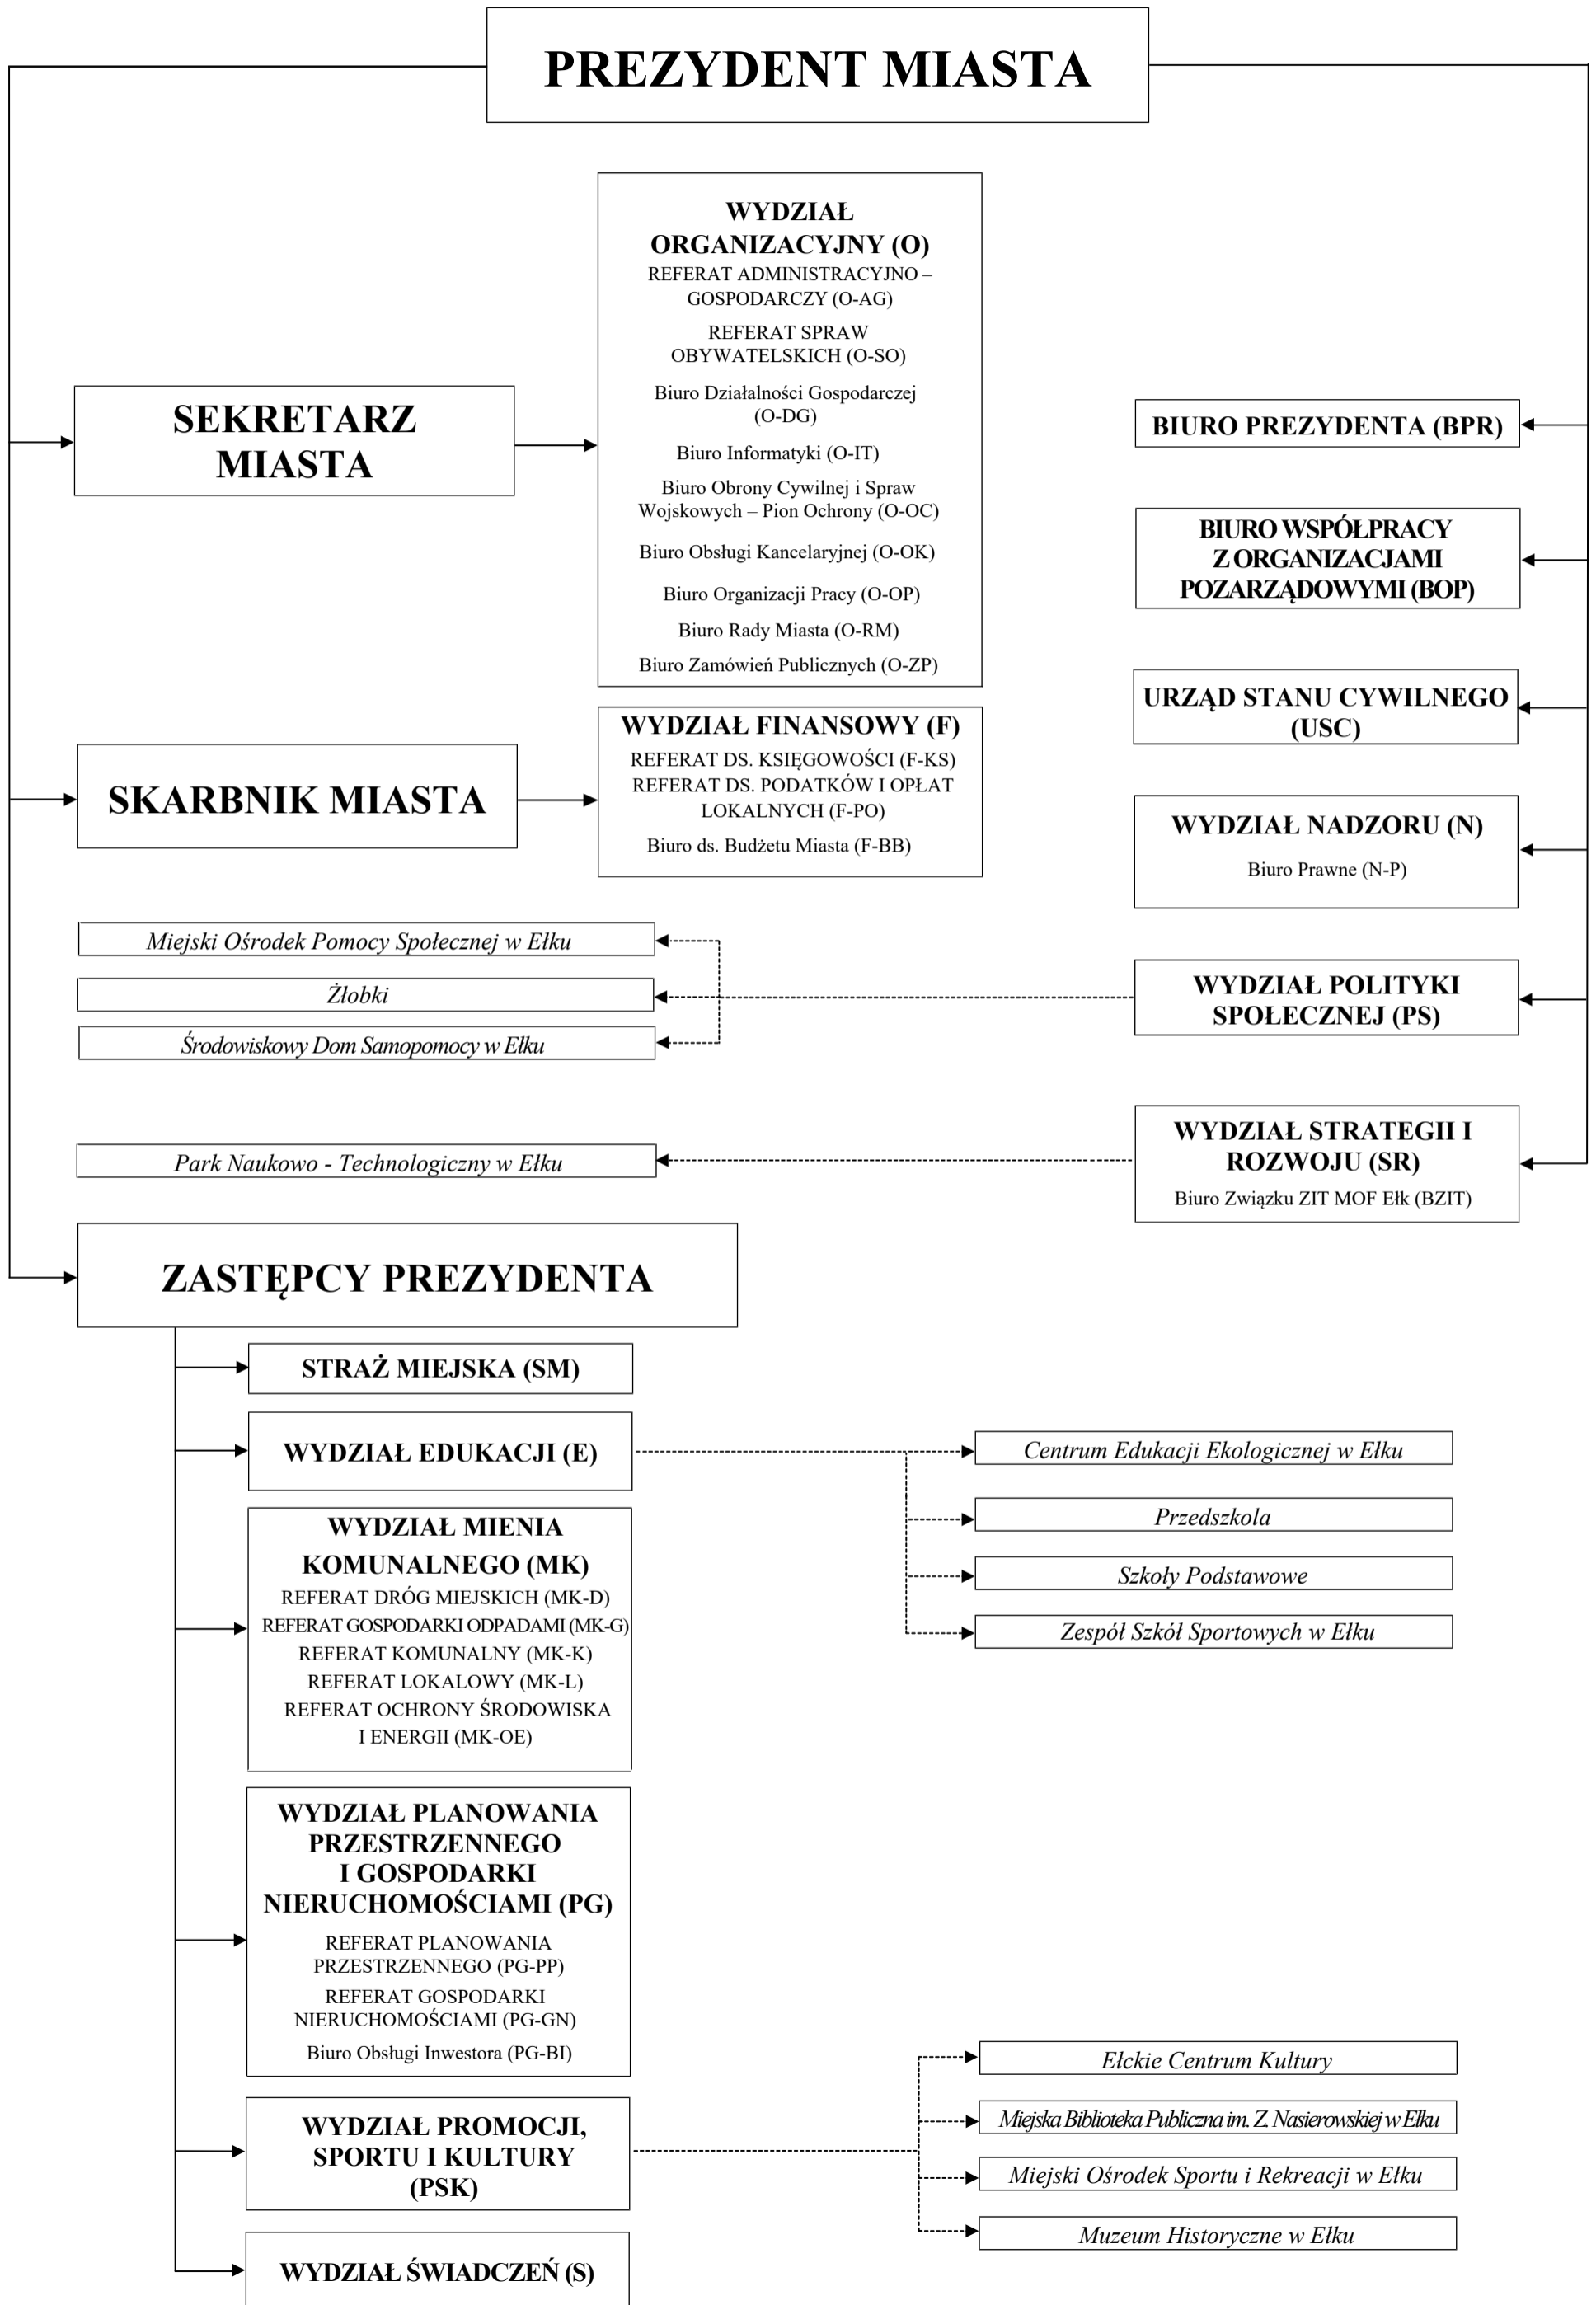 PREZYDENT MIASTA
WYDZIAŁ
ORGANIZACYJNY (O)
REFERAT ADMINISTRACYJNO –
GOSPODARCZY (O-AG)
REFERAT SPRAW
OBYWATELSKICH (O-SO)
Biuro Działalności Gospodarczej
(O-DG)
Biuro Informatyki (O-IT)
Biuro Obrony Cywilnej i Spraw
Wojskowych – Pion Ochrony (O-OC)
Biuro Obsługi Kancelaryjnej (O-OK)
Biuro Organizacji Pracy (O-OP)
Biuro Rady Miasta (O-RM)
Biuro Zamówień Publicznych (O-ZP)
SEKRETARZ
MIASTA
BIURO PREZYDENTA (BPR)
BIURO WSPÓŁPRACY
Z ORGANIZACJAMI
POZARZĄDOWYMI (BOP)
URZĄD STANU CYWILNEGO
(USC)
WYDZIAŁ FINANSOWY (F)
REFERAT DS. KSIĘGOWOŚCI (F-KS)
REFERAT DS. PODATKÓW I OPŁAT
LOKALNYCH (F-PO)
Biuro ds. Budżetu Miasta (F-BB)
SKARBNIK MIASTA
WYDZIAŁ NADZORU (N)
Biuro Prawne (N-P)
Miejski Ośrodek Pomocy Społecznej w Ełku
Żłobki
Środowiskowy Dom Samopomocy w Ełku
WYDZIAŁ POLITYKI
SPOŁECZNEJ (PS)
Park Naukowo - Technologiczny w Ełku
WYDZIAŁ STRATEGII I
ROZWOJU (SR)
Biuro Związku ZIT MOF Ełk (BZIT)
ZASTĘPCY PREZYDENTA
STRAŻ MIEJSKA (SM)
WYDZIAŁ EDUKACJI (E)
Centrum Edukacji Ekologicznej w Ełku
Przedszkola
Szkoły Podstawowe
Zespół Szkół Sportowych w Ełku
WYDZIAŁ MIENIA
KOMUNALNEGO (MK)
REFERAT DRÓG MIEJSKICH (MK-D)
REFERAT GOSPODARKI ODPADAMI (MK-G)
REFERAT KOMUNALNY (MK-K)
REFERAT LOKALOWY (MK-L)
REFERAT OCHRONY ŚRODOWISKA
I ENERGII (MK-OE)
WYDZIAŁ PLANOWANIA
PRZESTRZENNEGO
I GOSPODARKI
NIERUCHOMOŚCIAMI (PG)
REFERAT PLANOWANIA
PRZESTRZENNEGO (PG-PP)
REFERAT GOSPODARKI
NIERUCHOMOŚCIAMI (PG-GN)
Biuro Obsługi Inwestora (PG-BI)
WYDZIAŁ PROMOCJI,
SPORTU I KULTURY
(PSK)
Ełckie Centrum Kultury
Miejska Biblioteka Publiczna im. Z. Nasierowskiej w Ełku
Miejski Ośrodek Sportu i Rekreacji w Ełku
Muzeum Historyczne w Ełku
WYDZIAŁ ŚWIADCZEŃ (S)